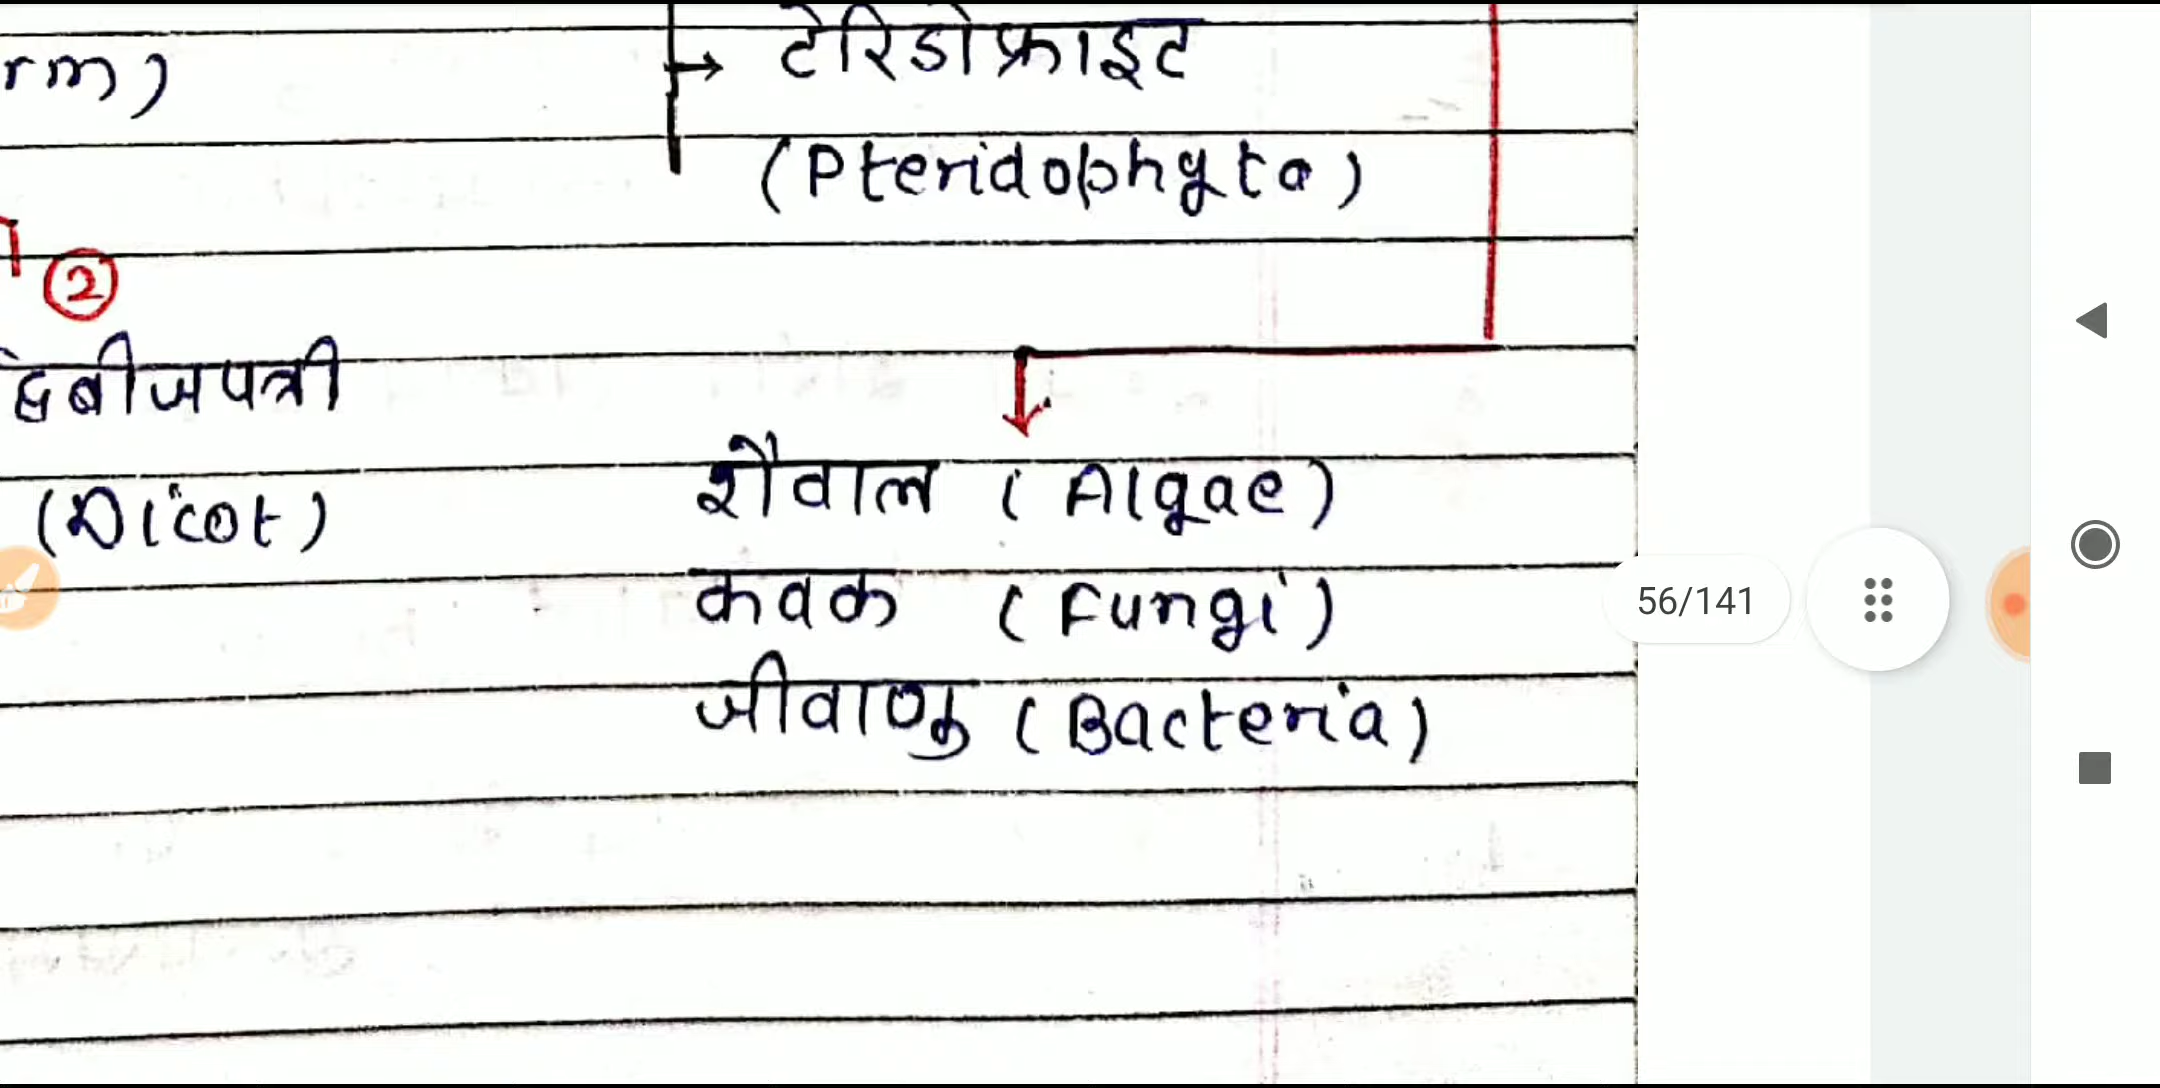 rm) → टेरिडोफ्राइट
(Pteridophyta)
②
द्विबीजपत्री
(Dicot) शैवाल (Algae)
कवक (Fungi)
56/141
जीवाणु (Bacteria)